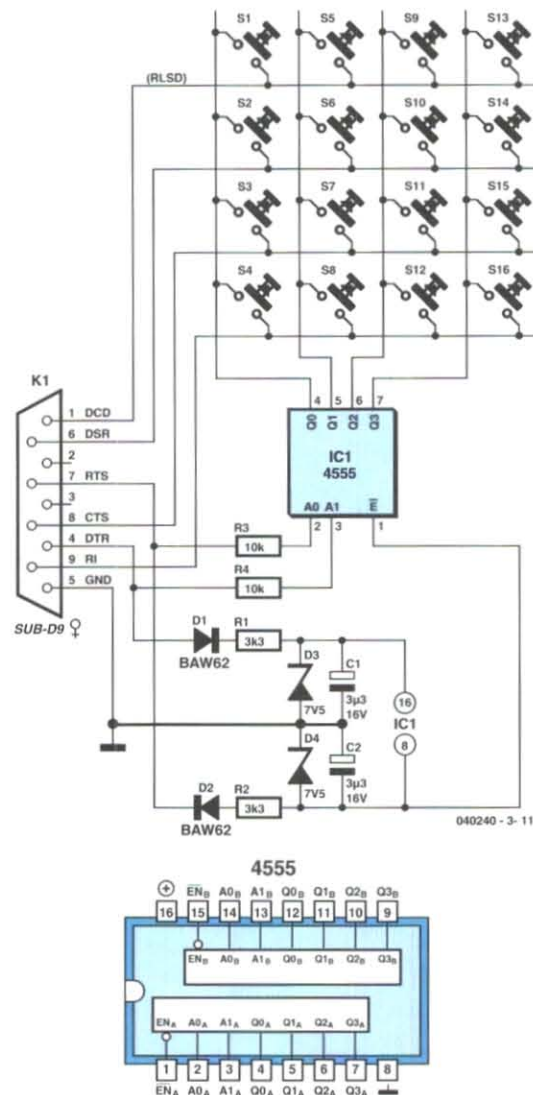 S1 S5 S9 S13
(RLSD)
S2 S6 S10 S14
S3 S7 S11 S15
S4 S8 S12 S16
K1
1 DCD
6 DSR
2
7 RTS
3
8 CTS
4 DTR
9 RI
5 GND
SUB-D9 ♀
4 5 6 7
Q0 Q1 Q2 Q3
IC1
4555
A0 A1 E̅N̅
2 3 1
R3
10k
R4
10k
D1 R1
3k3
BAW62
D3
7V5
C1
3µ3
16V
16
IC1
8
D4
7V5
C2
3µ3
16V
D2 R2
3k3
BAW62
040240 - 3 - 11
4555
⊕ E̅N̅B A0B A1B Q0B Q1B Q2B Q3B
16 15 14 13 12 11 10 9
ENB A0B A1B Q0B Q1B Q2B Q3B
ENA A0A A1A Q0A Q1A Q2A Q3A
1 2 3 4 5 6 7 8
E̅N̅A A0A A1A Q0A Q1A Q2A Q3A